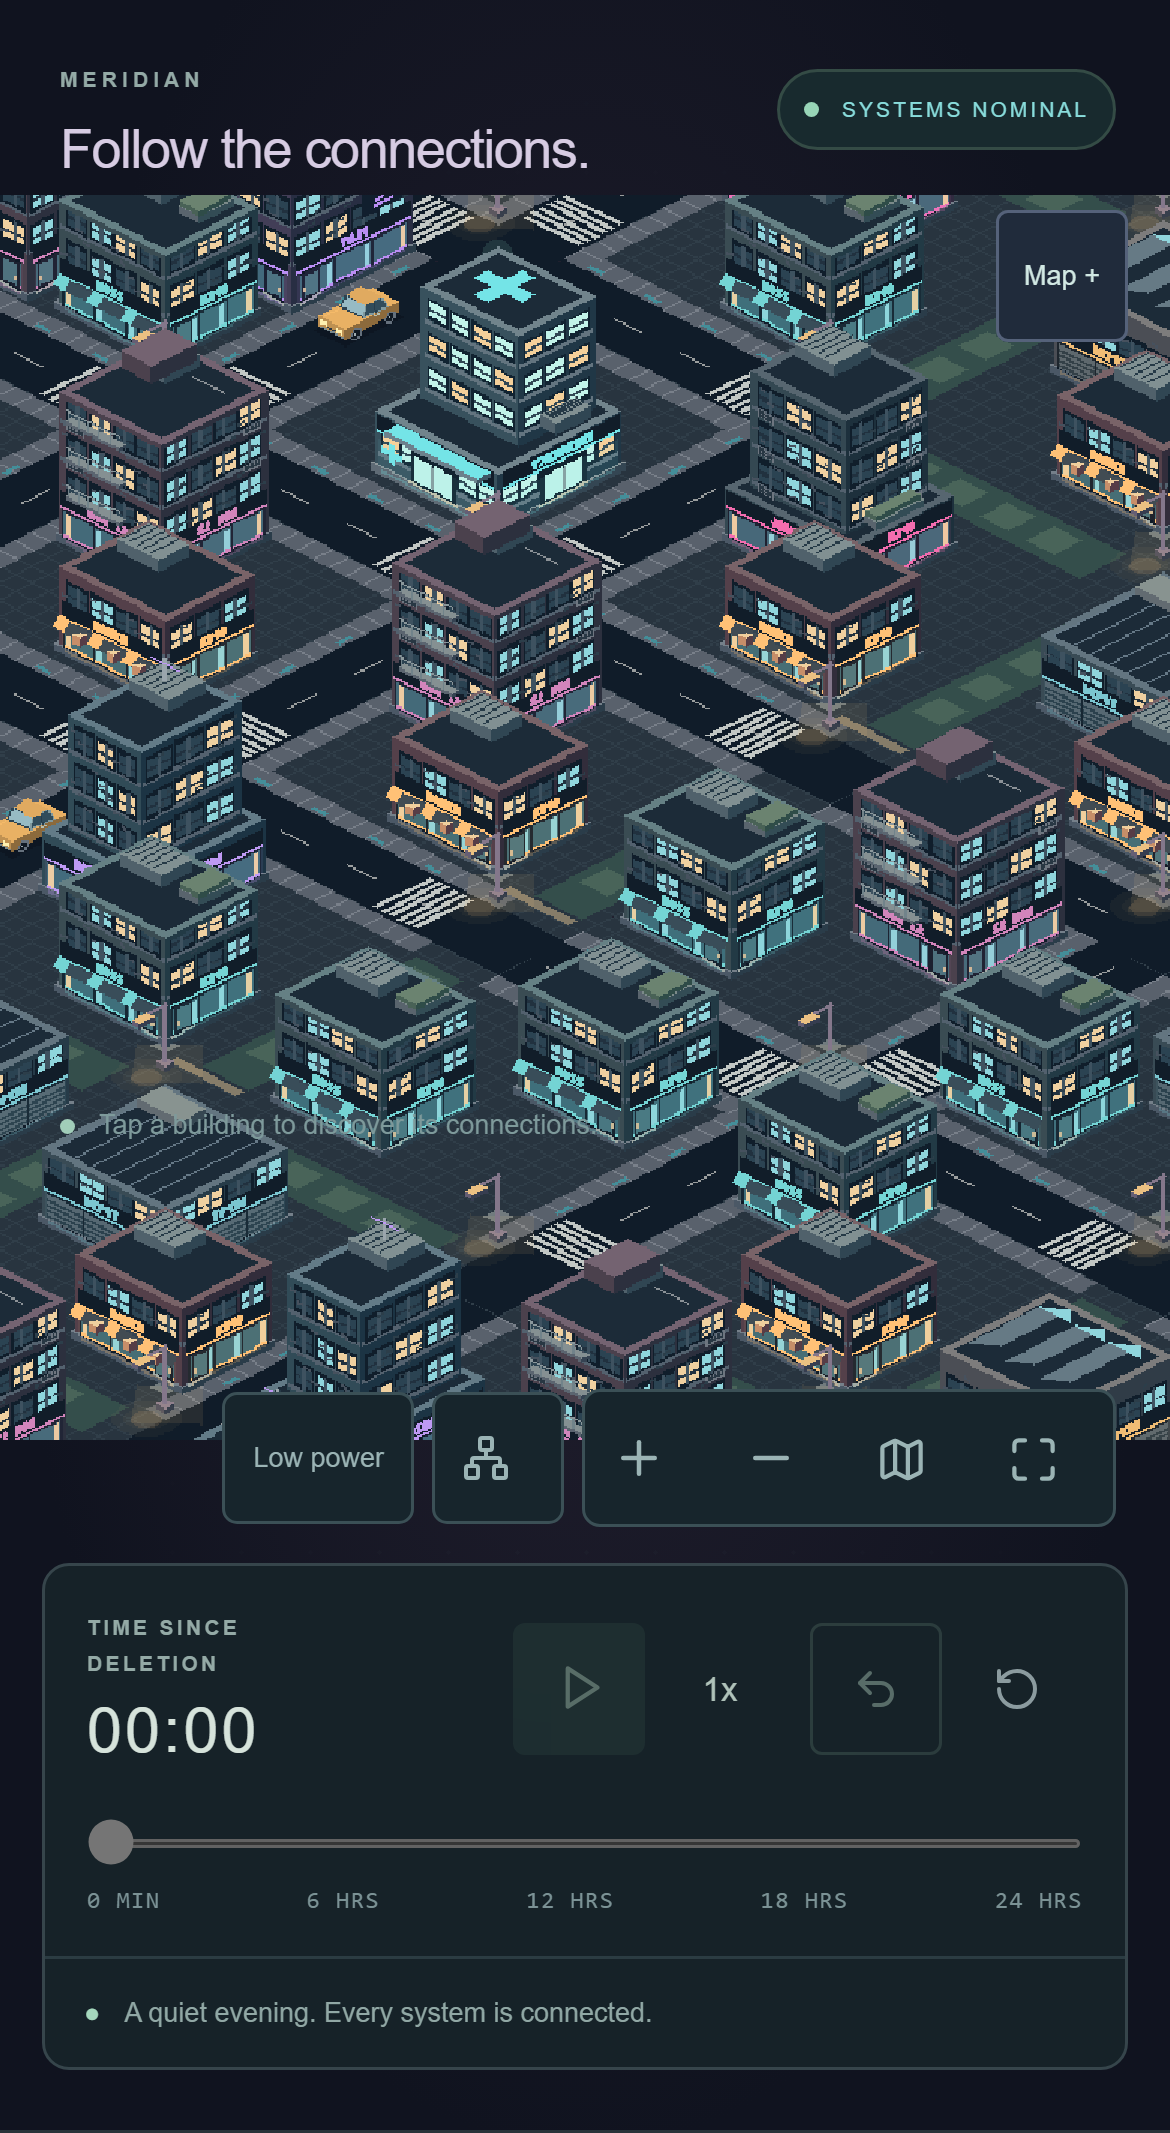 MERIDIAN
Follow the connections.
SYSTEMS NOMINAL
Map +
Tap a building to discover its connections.
Low power
TIME SINCE
DELETION
00:00
1x
0 MIN
6 HRS
12 HRS
18 HRS
24 HRS
A quiet evening. Every system is connected.